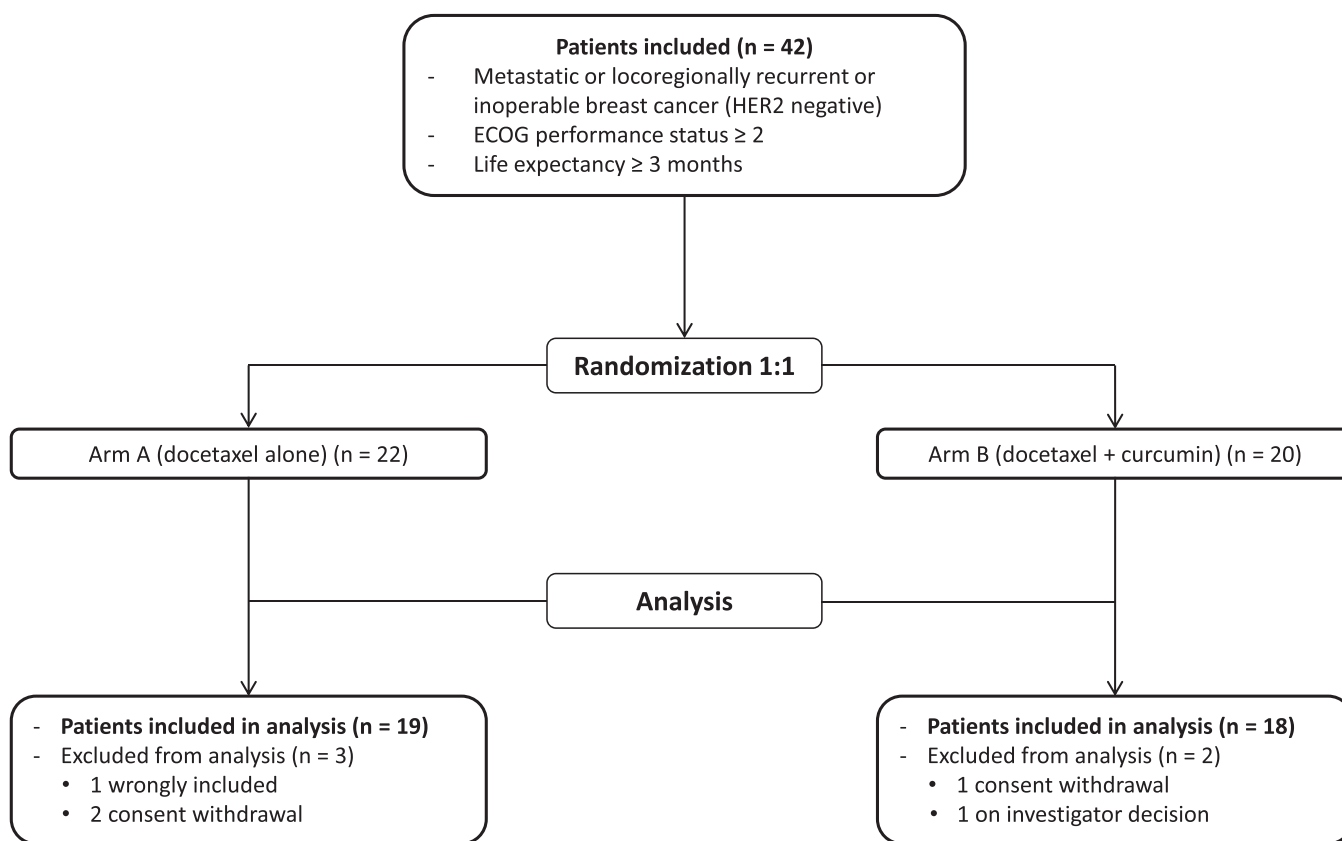 Patients included (n = 42)
- Metastatic or locoregionally recurrent or
inoperable breast cancer (HER2 negative)
- ECOG performance status ≥ 2
- Life expectancy ≥ 3 months
Randomization 1:1
Arm A (docetaxel alone) (n = 22)
Arm B (docetaxel + curcumin) (n = 20)
Analysis
- Patients included in analysis (n = 19)
- Excluded from analysis (n = 3)
• 1 wrongly included
• 2 consent withdrawal
- Patients included in analysis (n = 18)
- Excluded from analysis (n = 2)
• 1 consent withdrawal
• 1 on investigator decision